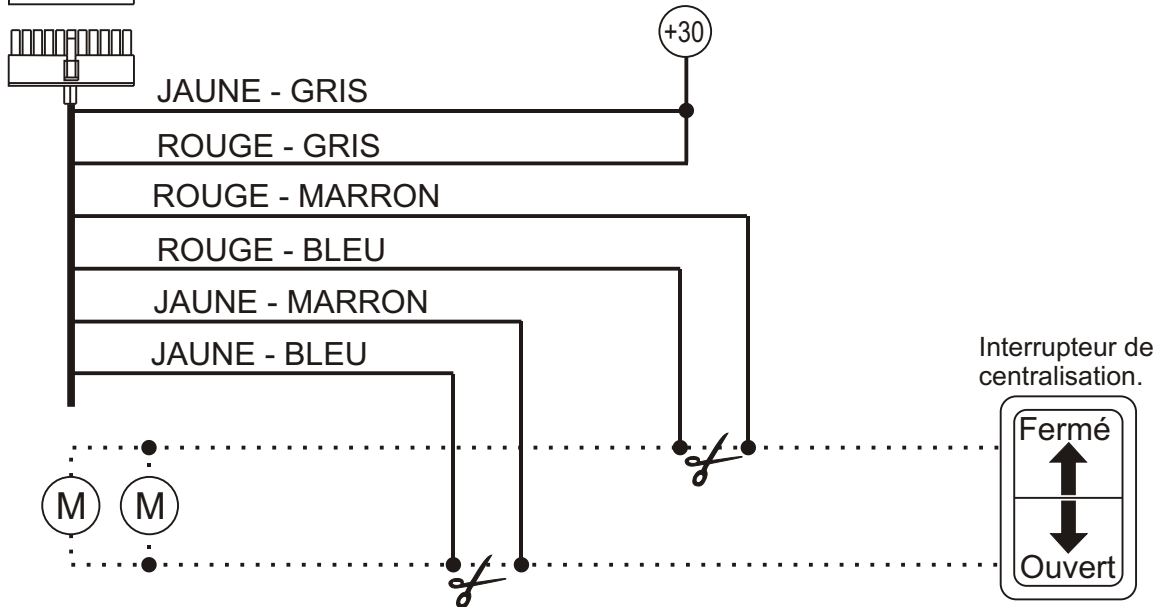 +30
JAUNE - GRIS
ROUGE - GRIS
ROUGE - MARRON
ROUGE - BLEU
JAUNE - MARRON
JAUNE - BLEU
Interrupteur de
centralisation.
Fermé
M M
Ouvert